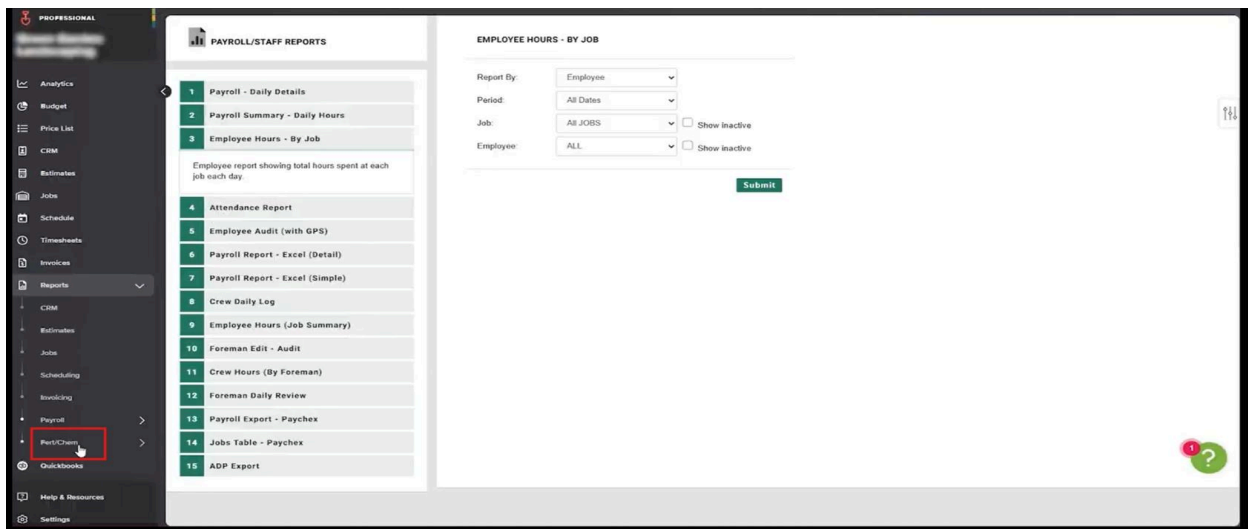 PROFESSIONAL
Analytics
Budget
Price List
CRM
Estimates
Jobs
Schedule
Timesheets
Invoices
Reports
CRM
Estimates
Jobs
Scheduling
Invoicing
Payroll
Fert/Chem
Quickbooks
Help & Resources
Settings
PAYROLL/STAFF REPORTS
1 Payroll - Daily Details
2 Payroll Summary - Daily Hours
3 Employee Hours - By Job
Employee report showing total hours spent at each
job each day.
4 Attendance Report
5 Employee Audit (with GPS)
6 Payroll Report - Excel (Detail)
7 Payroll Report - Excel (Simple)
8 Crew Daily Log
9 Employee Hours (Job Summary)
10 Foreman Edit - Audit
11 Crew Hours (By Foreman)
12 Foreman Daily Review
13 Payroll Export - Paychex
14 Jobs Table - Paychex
15 ADP Export
EMPLOYEE HOURS - BY JOB
Report By: Employee
Period: All Dates
Job: All JOBS Show inactive
Employee: ALL Show inactive
Submit
1
?